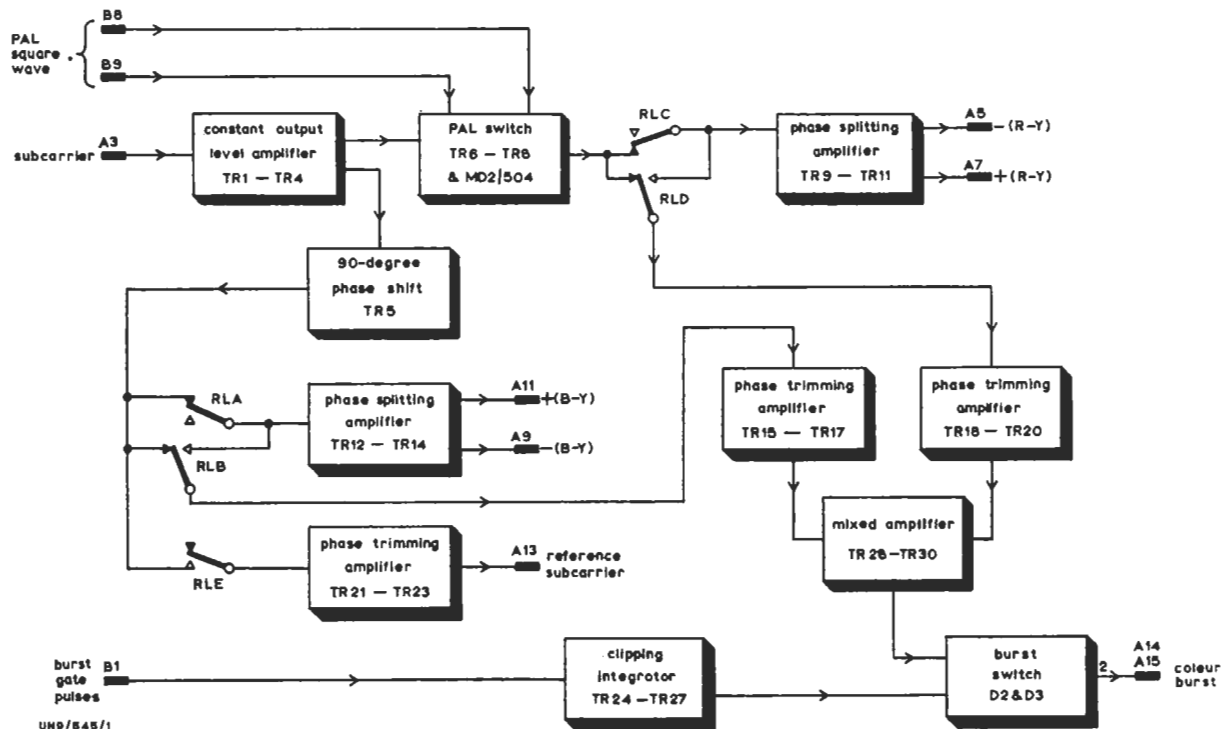 PAL
square
wave
B8
B9
A3
subcarrier
constant output
level amplifier
TR1 — TR4
PAL switch
TR6 — TR8
& MD2/504
RLC
RLD
phase splitting
amplifier
TR9 — TR11
A5
—(R-Y)
A7
+(R-Y)
90-degree
phase shift
TR5
RLA
RLB
phase splitting
amplifier
TR12 — TR14
A11
+(B-Y)
A9
—(B-Y)
phase trimming
amplifier
TR15 — TR17
phase trimming
amplifier
TR18 — TR20
RLE
phase trimming
amplifier
TR21 — TR23
A13
reference
subcarrier
mixed amplifier
TR28—TR30
burst
gate
pulses
B1
clipping
integrator
TR24—TR27
burst
switch
D2&D3
2
A14
A15
colour
burst
UN9/545/1